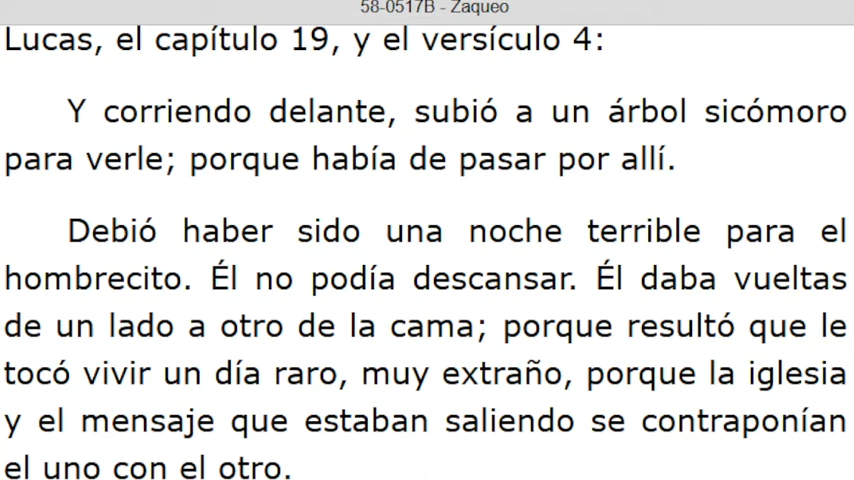 58-0517B - Zaqueo
Lucas, el capítulo 19, y el versículo 4:
Y corriendo delante, subió a un árbol sicómoro
para verle; porque había de pasar por allí.
Debió haber sido una noche terrible para el
hombrecito. Él no podía descansar. Él daba vueltas
de un lado a otro de la cama; porque resultó que le
tocó vivir un día raro, muy extraño, porque la iglesia
y el mensaje que estaban saliendo se contraponían
el uno con el otro.